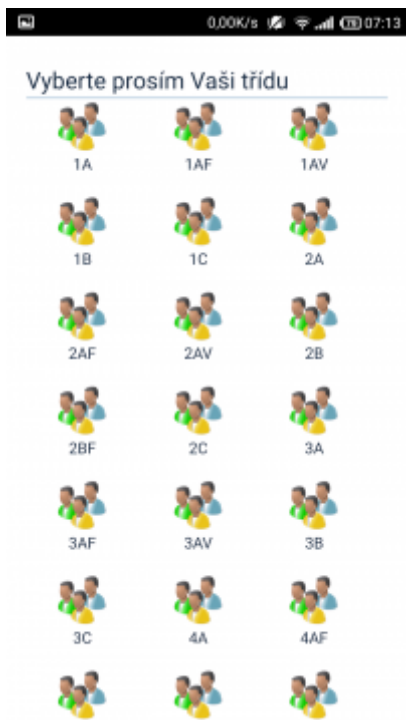 0,00K/s 78 07:13
Vyberte prosím Vaši třídu
1A 1AF 1AV
1B 1C 2A
2AF 2AV 2B
2BF 2C 3A
3AF 3AV 3B
3C 4A 4AF